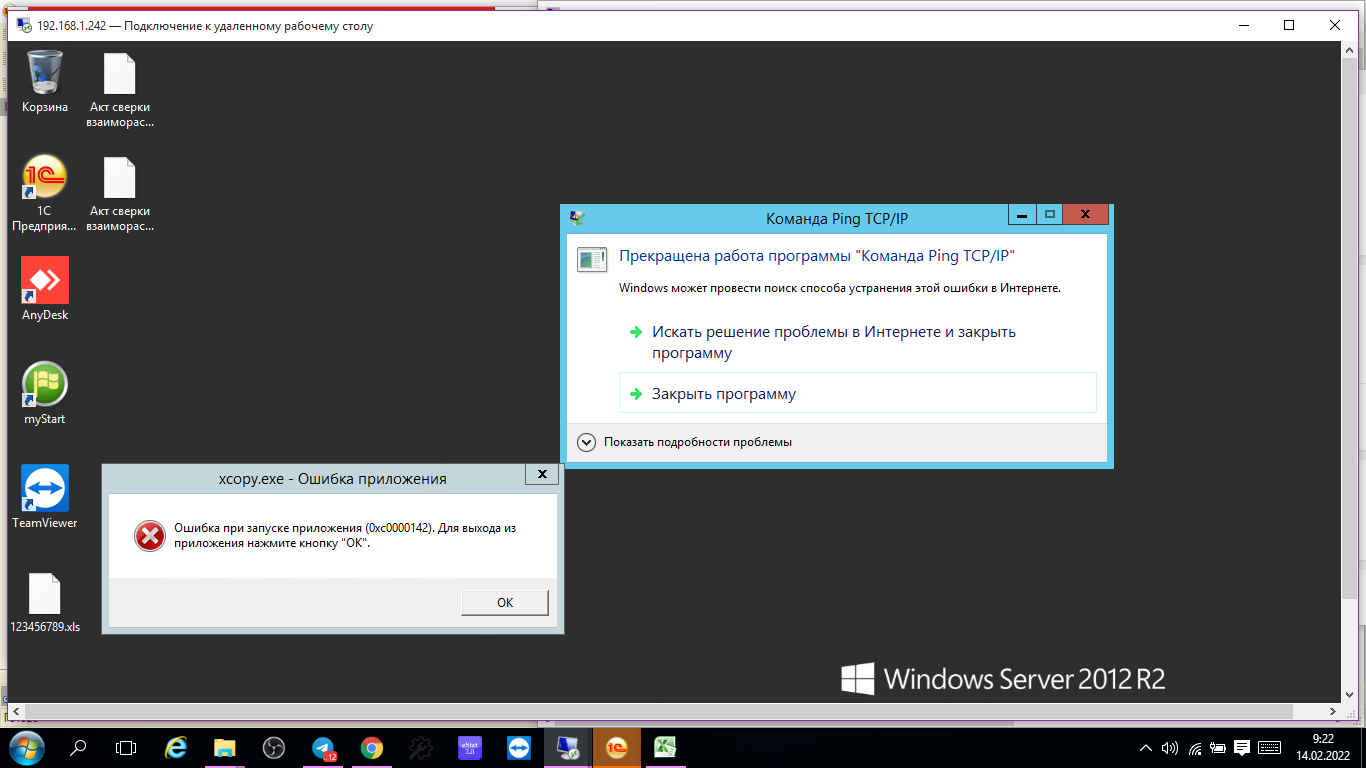 192.168.1.242 — Подключение к удаленному рабочему столу
Корзина
Акт сверки
взаиморас...
1С
Предприя...
Акт сверки
взаиморас...
AnyDesk
myStart
TeamViewer
123456789.xls
Команда Ping TCP/IP
Прекращена работа программы "Команда Ping TCP/IP"
Windows может провести поиск способа устранения этой ошибки в Интернете.
Искать решение проблемы в Интернете и закрыть
программу
Закрыть программу
Показать подробности проблемы
xcopy.exe - Ошибка приложения
Ошибка при запуске приложения (0xc0000142). Для выхода из
приложения нажмите кнопку "ОК".
ОК
Windows Server 2012 R2
12
9:22
14.02.2022